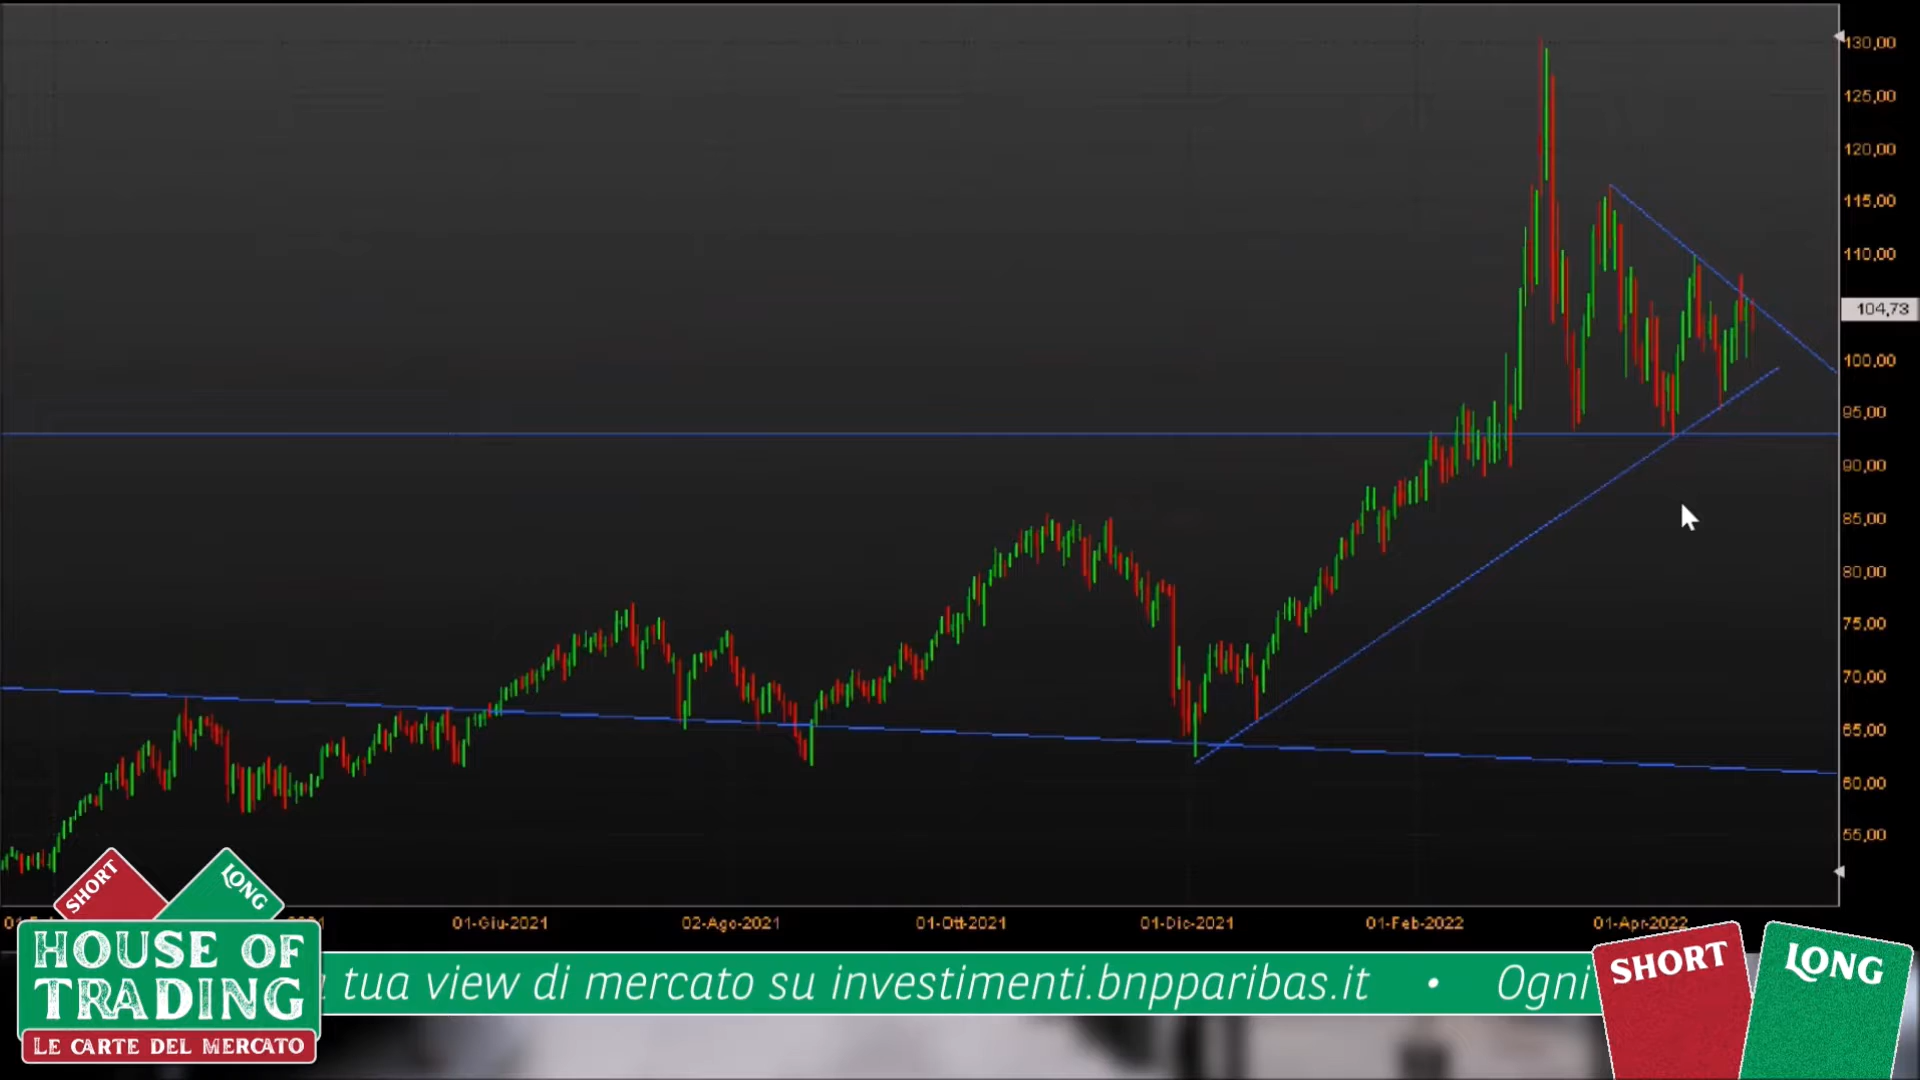 130,00
125,00
120,00
115,00
110,00
104,73
100,00
95,00
90,00
85,00
80,00
75,00
70,00
65,00
60,00
55,00
01-Giu-2021 02-Ago-2021 01-Ott-2021 01-Dic-2021 01-Feb-2022 01-Apr-2022
SHORT LONG
HOUSE OF
TRADING
LE CARTE DEL MERCATO
tua view di mercato su investimenti.bnpparibas.it • Ogni
SHORT LONG